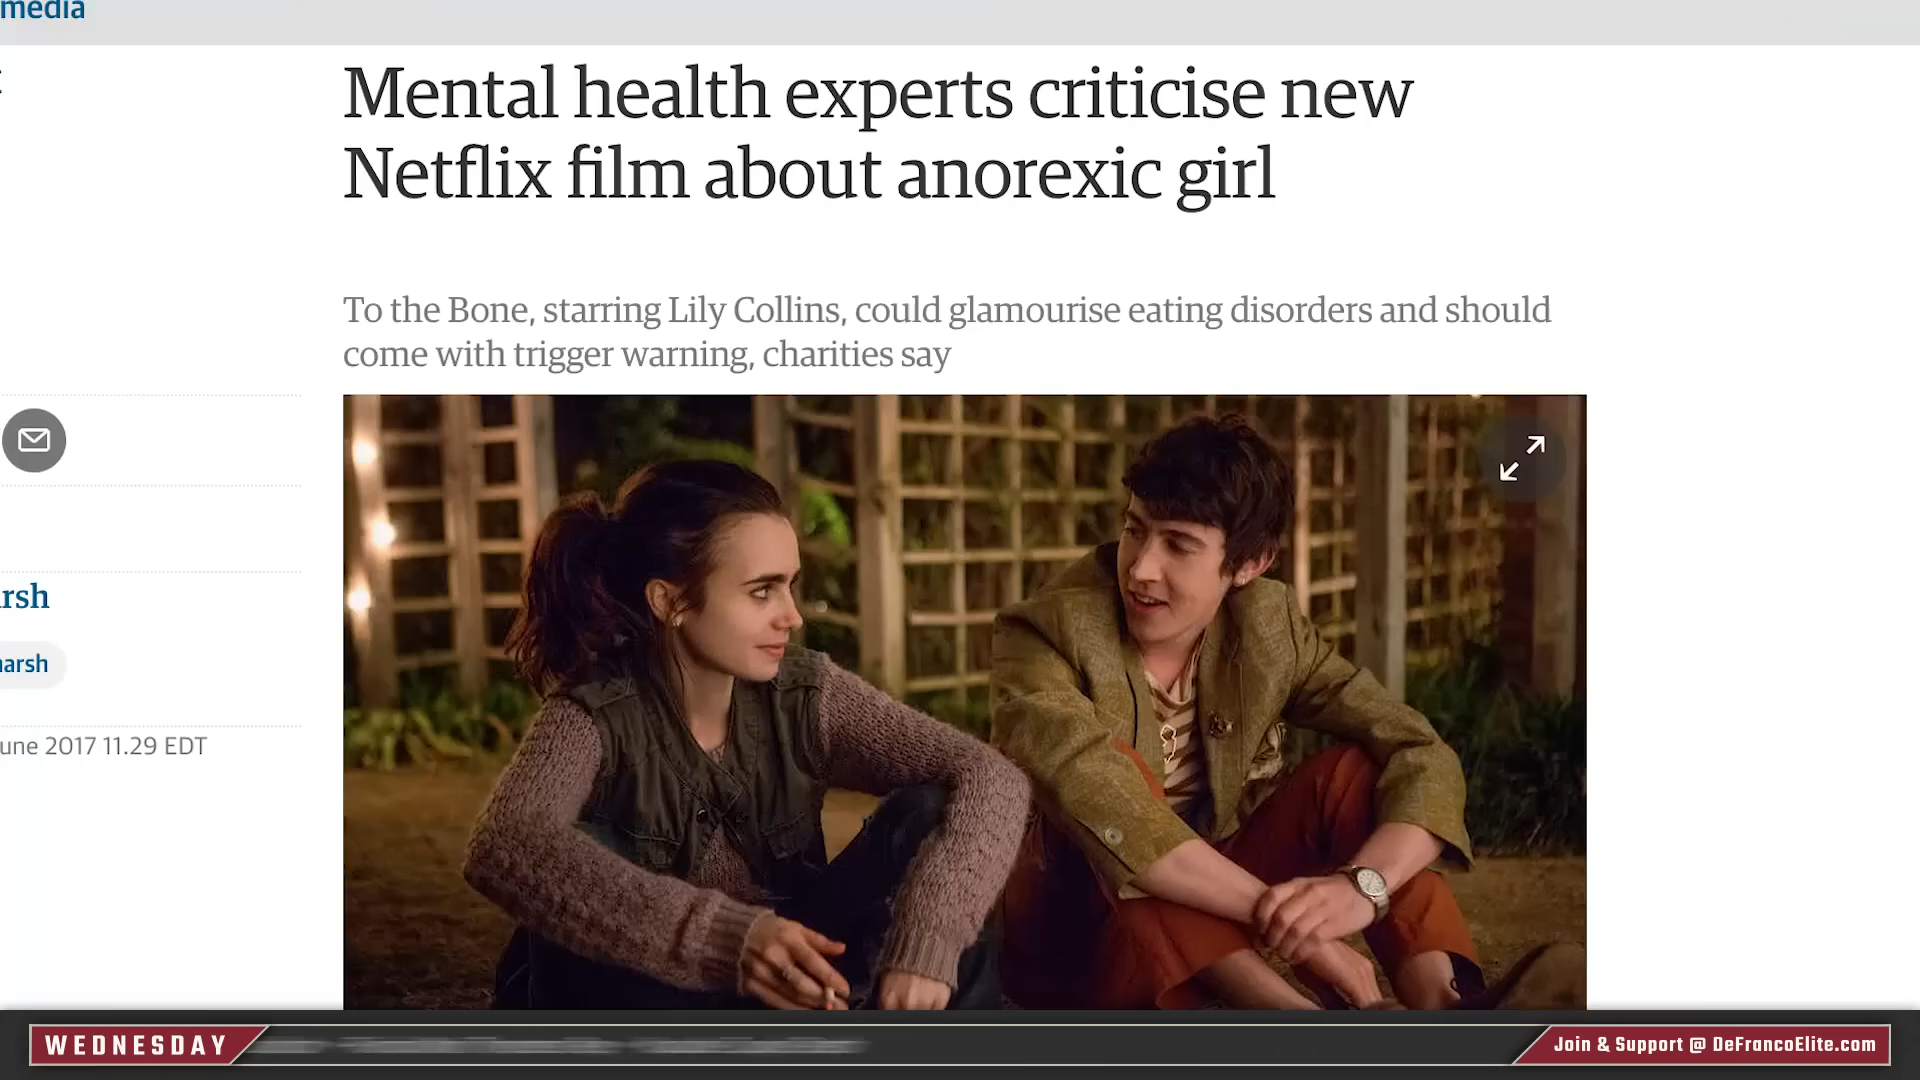 media
Mental health experts criticise new
Netflix film about anorexic girl
To the Bone, starring Lily Collins, could glamourise eating disorders and should
come with trigger warning, charities say
rsh
arsh
une 2017 11.29 EDT
WEDNESDAY
Join & Support @ DeFrancoElite.com